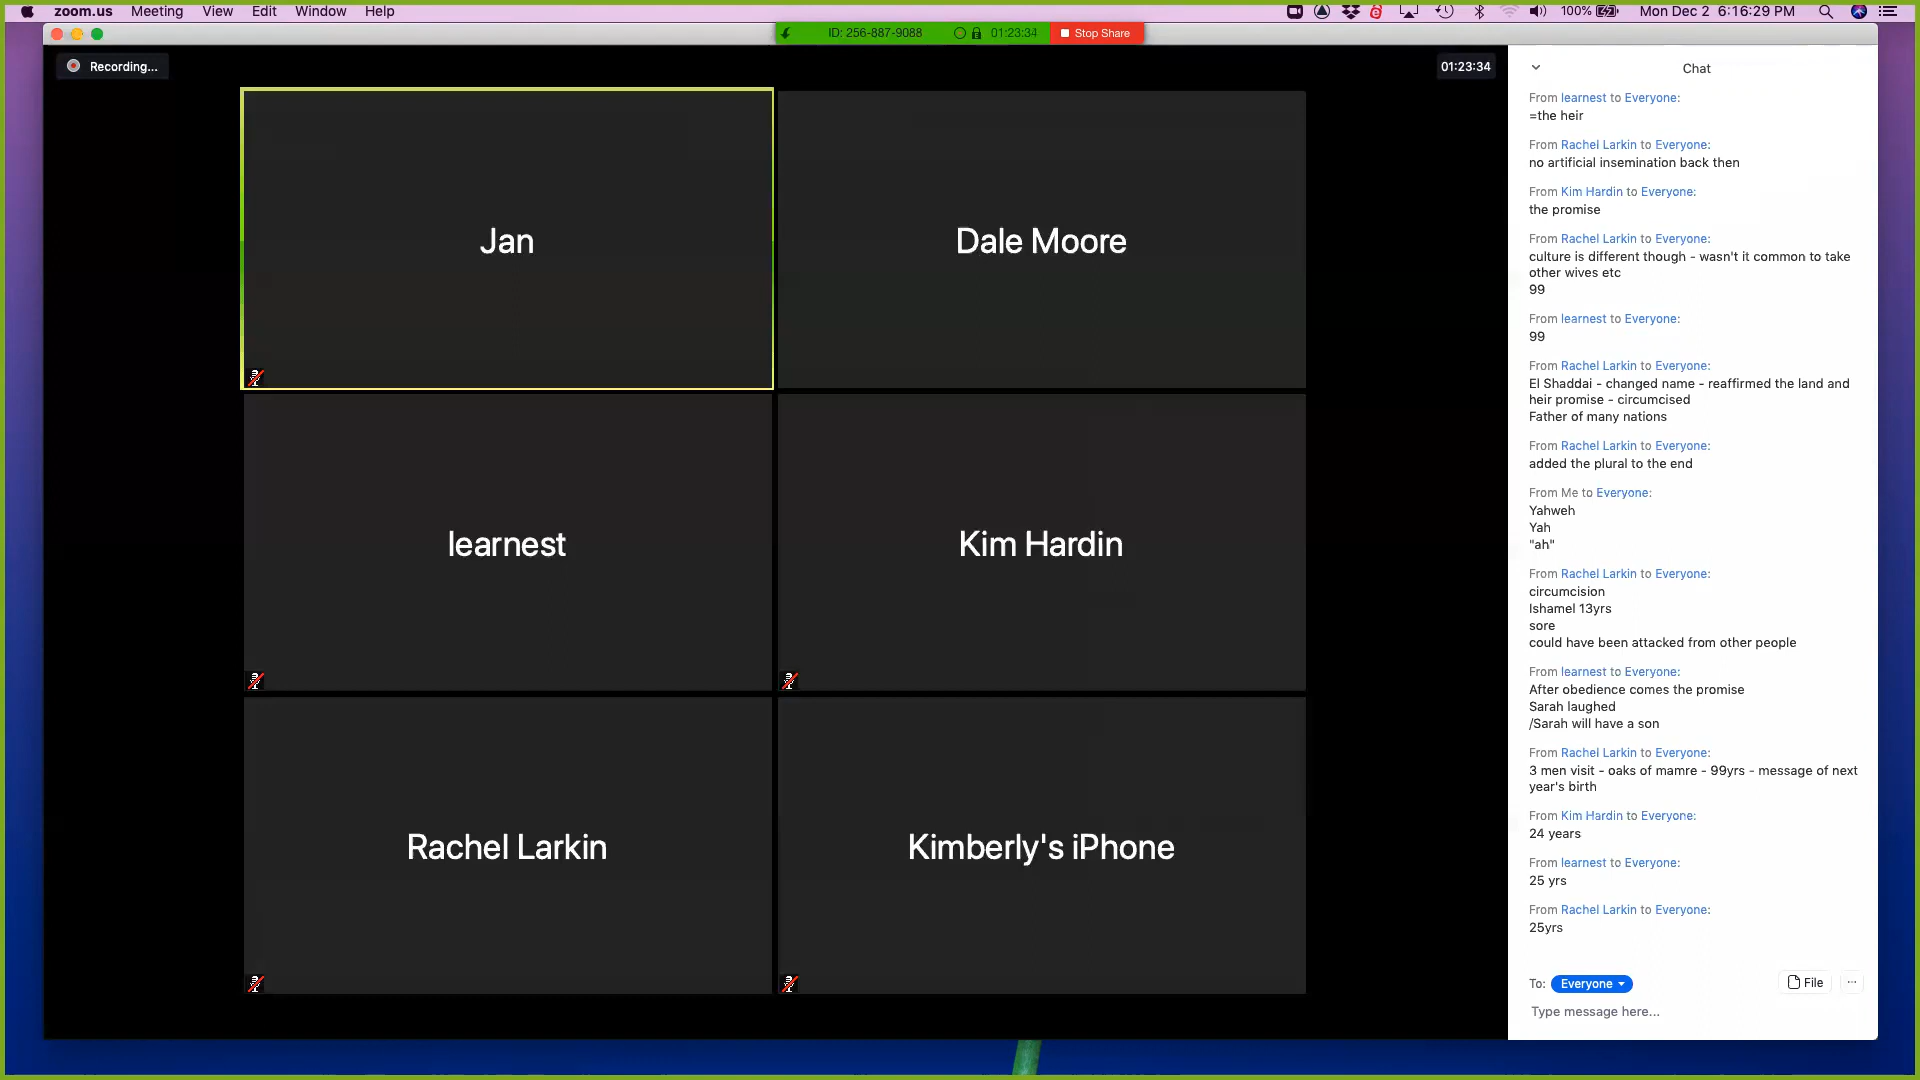 zoom.us Meeting View Edit Window Help 100% Mon Dec 2 6:16:29 PM
ID: 256-887-9088 01:23:34 Stop Share
Recording...
01:23:34
Jan
Dale Moore
learnest
Kim Hardin
Rachel Larkin
Kimberly's iPhone
Chat
From learnest to Everyone:
=the heir
From Rachel Larkin to Everyone:
no artificial insemination back then
From Kim Hardin to Everyone:
the promise
From Rachel Larkin to Everyone:
culture is different though - wasn't it common to take
other wives etc
99
From learnest to Everyone:
99
From Rachel Larkin to Everyone:
El Shaddai - changed name - reaffirmed the land and
heir promise - circumcised
Father of many nations
From Rachel Larkin to Everyone:
added the plural to the end
From Me to Everyone:
Yahweh
Yah
"ah"
From Rachel Larkin to Everyone:
circumcision
Ishamel 13yrs
sore
could have been attacked from other people
From learnest to Everyone:
After obedience comes the promise
Sarah laughed
/Sarah will have a son
From Rachel Larkin to Everyone:
3 men visit - oaks of mamre - 99yrs - message of next
year's birth
From Kim Hardin to Everyone:
24 years
From learnest to Everyone:
25 yrs
From Rachel Larkin to Everyone:
25yrs
To: Everyone File ...
Type message here...